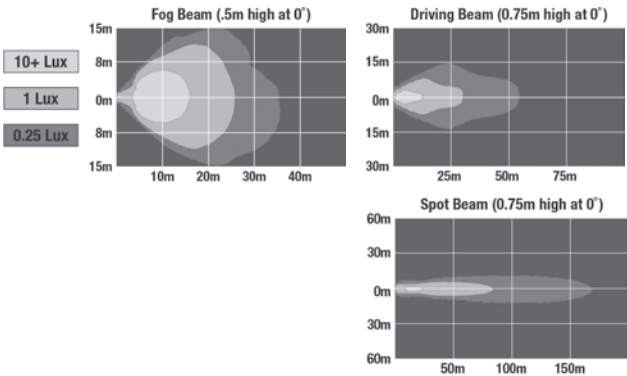 Fog Beam (.5m high at 0˚)
15m
8m
0m
8m
15m
10m 20m 30m 40m
10+ Lux
1 Lux
0.25 Lux
Driving Beam (0.75m high at 0˚)
30m
15m
0m
15m
30m
25m 50m 75m
Spot Beam (0.75m high at 0˚)
60m
30m
0m
30m
60m
50m 100m 150m